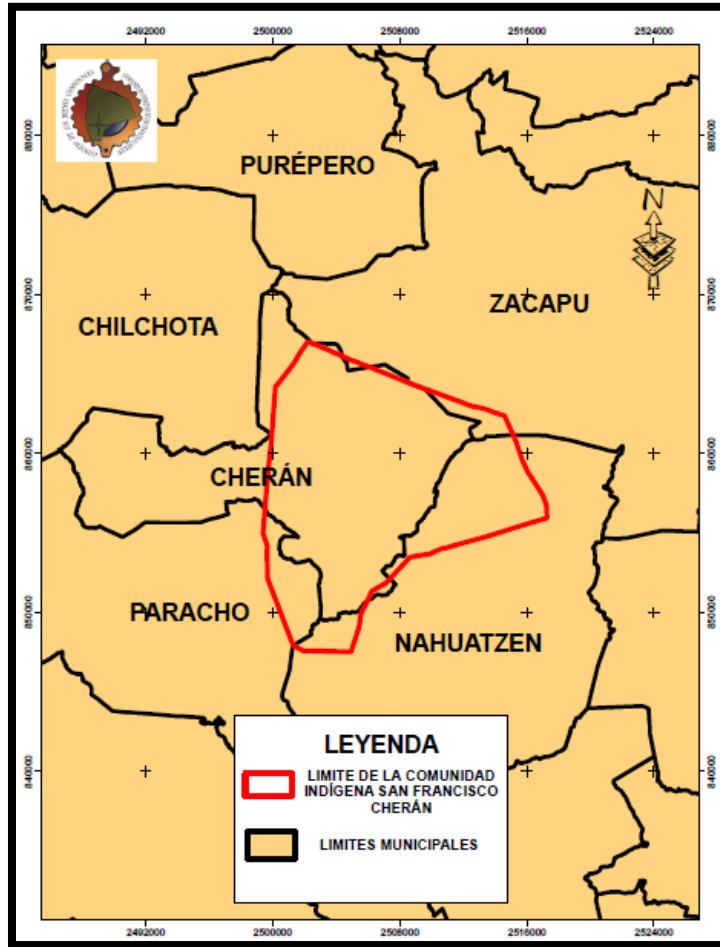 2492000 2500000 2508000 2516000 2524000
880000 880000
PURÉPERO
N
870000 870000
ZACAPU
CHILCHOTA
860000 860000
CHERÁN
850000 850000
PARACHO
NAHUATZEN
LEYENDA
LIMITE DE LA COMUNIDAD
INDÍGENA SAN FRANCISCO
CHERÁN
840000 840000
LIMITES MUNICIPALES
2492000 2500000 2508000 2516000 2524000